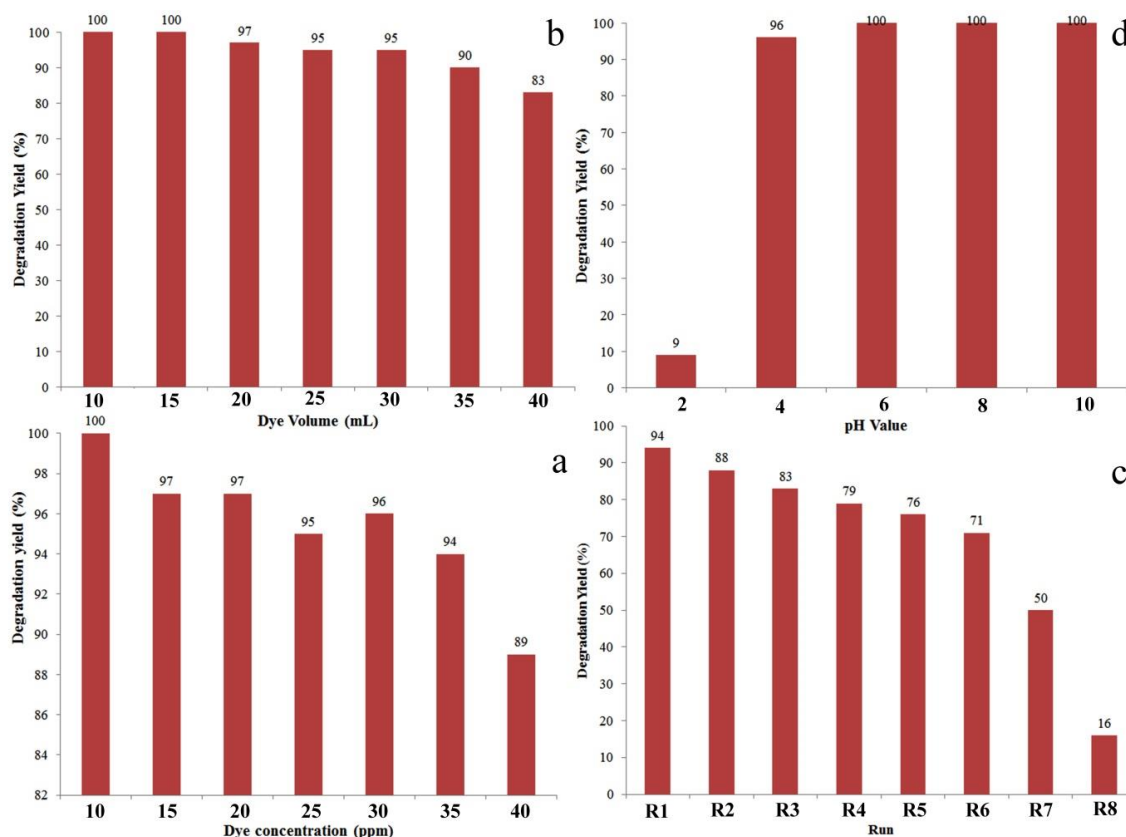 b
Degradation Yield (%)
100
90
80
70
60
50
40
30
20
10
0
100 100 97 95 95 90 83
10 15 20 25 30 35 40
Dye Volume (mL)
d
Degradation Yield (%)
100
90
80
70
60
50
40
30
20
10
0
9 96 100 100 100
2 4 6 8 10
pH Value
a
Degradation yield (%)
100
98
96
94
92
90
88
86
84
82
100 97 97 95 96 94 89
10 15 20 25 30 35 40
Dye concentration (ppm)
c
Degradation Yield (%)
100
90
80
70
60
50
40
30
20
10
0
94 88 83 79 76 71 50 16
R1 R2 R3 R4 R5 R6 R7 R8
Run